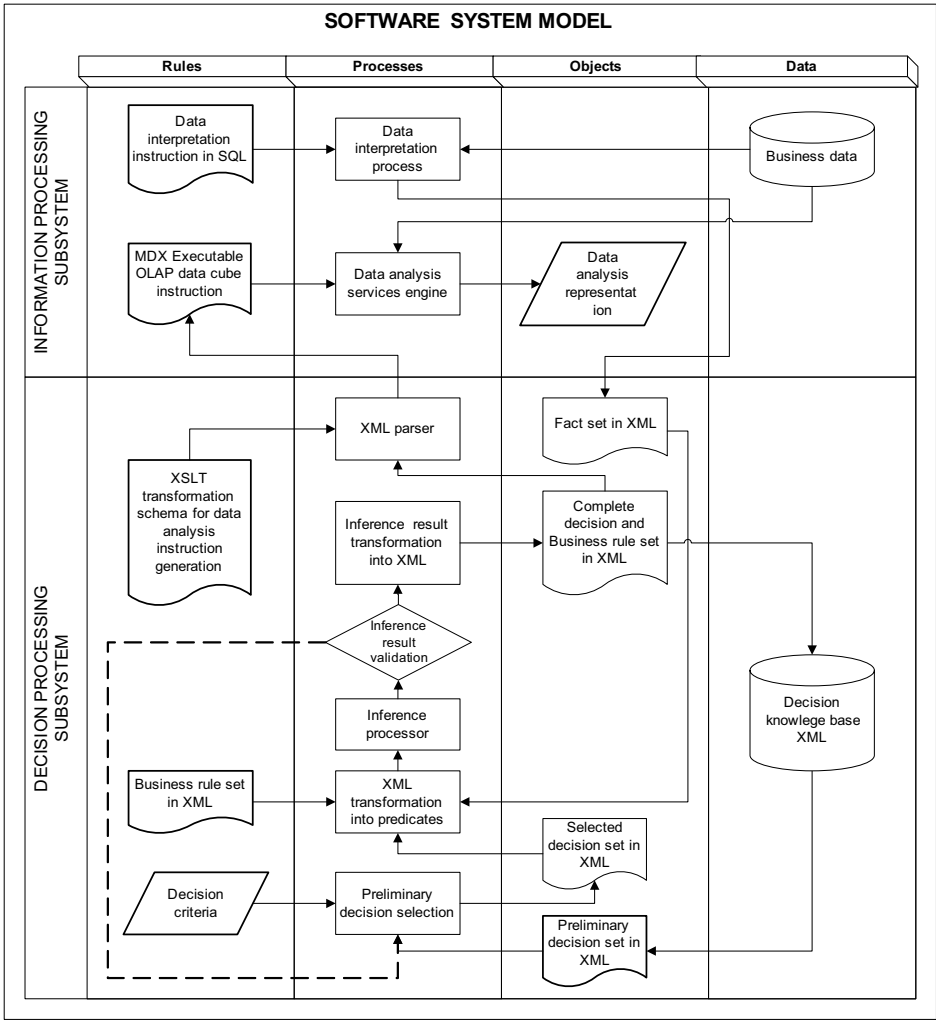 SOFTWARE SYSTEM MODEL
Rules
Processes
Objects
Data
INFORMATION PROCESSING
SUBSYSTEM
Data
interpretation
instruction in SQL
Data
interpretation
process
Business data
MDX Executable
OLAP data cube
instruction
Data analysis
services engine
Data
analysis
representat
ion
DECISION PROCESSING
SUBSYSTEM
XML parser
Fact set in XML
XSLT
transformation
schema for data
analysis
instruction
generation
Inference result
transformation
into XML
Complete
decision and
Business rule set
in XML
Inference
result
validation
Decision
knowlege base
XML
Inference
processor
Business rule set
in XML
XML
transformation
into predicates
Selected
decision set in
XML
Decision
criteria
Preliminary
decision selection
Preliminary
decision set in
XML